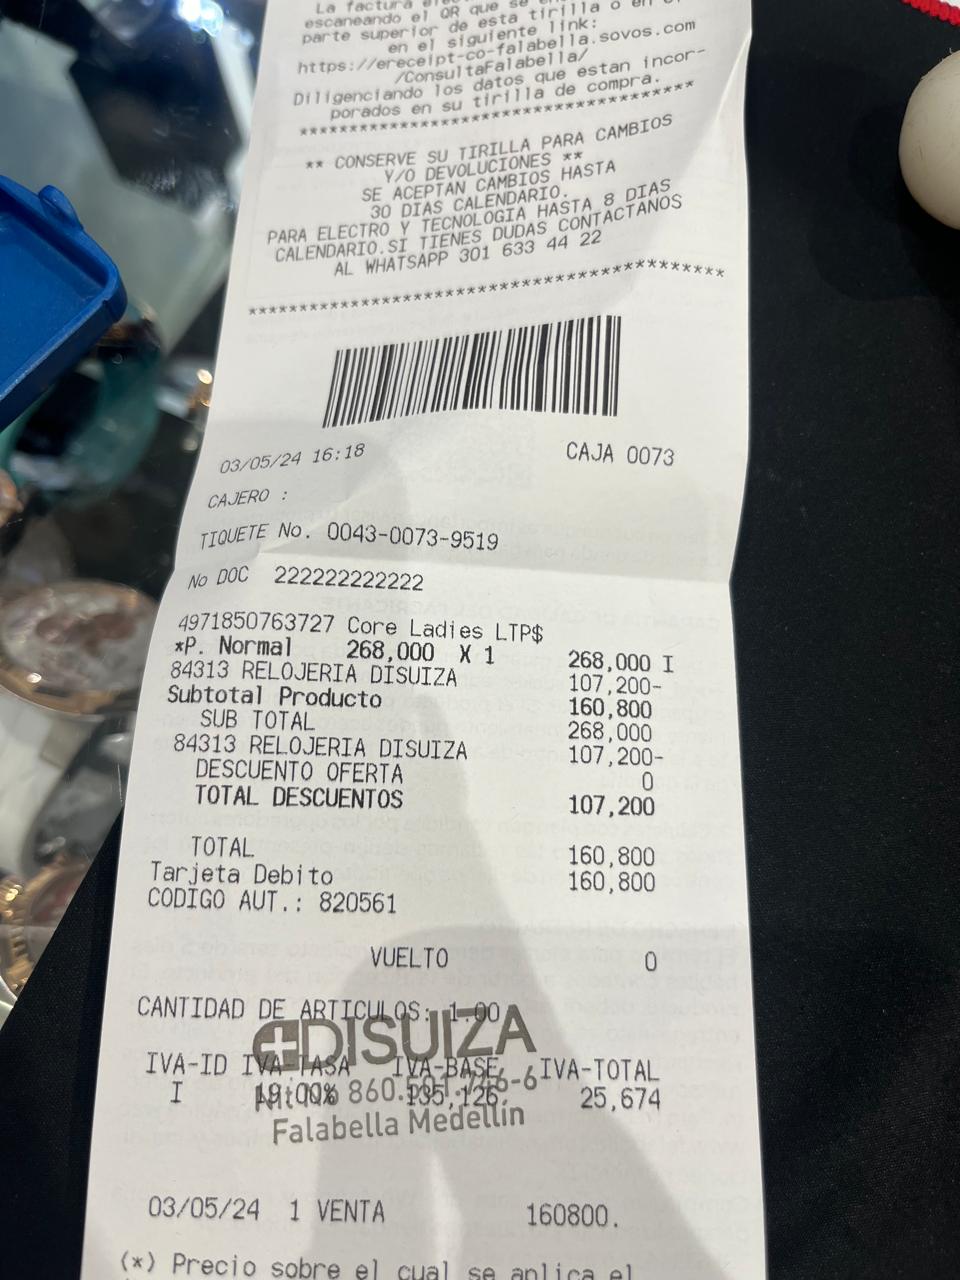 La factura
escaneando el QR que se
parte superior de esta tirilla o en el
en el siguiente link:
https://ereceipt-co-falabella.sovos.com
/ConsultaFalabella/
Diligenciando los datos que estan incor-
porados en su tirilla de compra.
****************************************
** CONSERVE SU TIRILLA PARA CAMBIOS
Y/O DEVOLUCIONES **
SE ACEPTAN CAMBIOS HASTA
30 DIAS CALENDARIO.
PARA ELECTRO Y TECNOLOGIA HASTA 8 DIAS
CALENDARIO.SI TIENES DUDAS CONTACTANOS
AL WHATSAPP 301 633 44 22
****************************************
03/05/24 16:18 CAJA 0073
CAJERO :
TIQUETE No. 0043-0073-9519
No DOC 222222222222
4971850763727 Core Ladies LTP$
*P. Normal 268,000 X 1 268,000 I
84313 RELOJERIA DISUIZA 107,200-
Subtotal Producto 160,800
SUB TOTAL 268,000
84313 RELOJERIA DISUIZA 107,200-
DESCUENTO OFERTA 0
TOTAL DESCUENTOS 107,200
TOTAL 160,800
Tarjeta Debito 160,800
CODIGO AUT.: 820561
VUELTO 0
CANTIDAD DE ARTICULOS: 1.00
DISUIZA
IVA-ID IVA-TASA IVA-BASE IVA-TOTAL
I 19.00% 135,126. 25,674
Falabella Medellin
03/05/24 1 VENTA 160800.
(*) Precio sobre el cual se aplica el